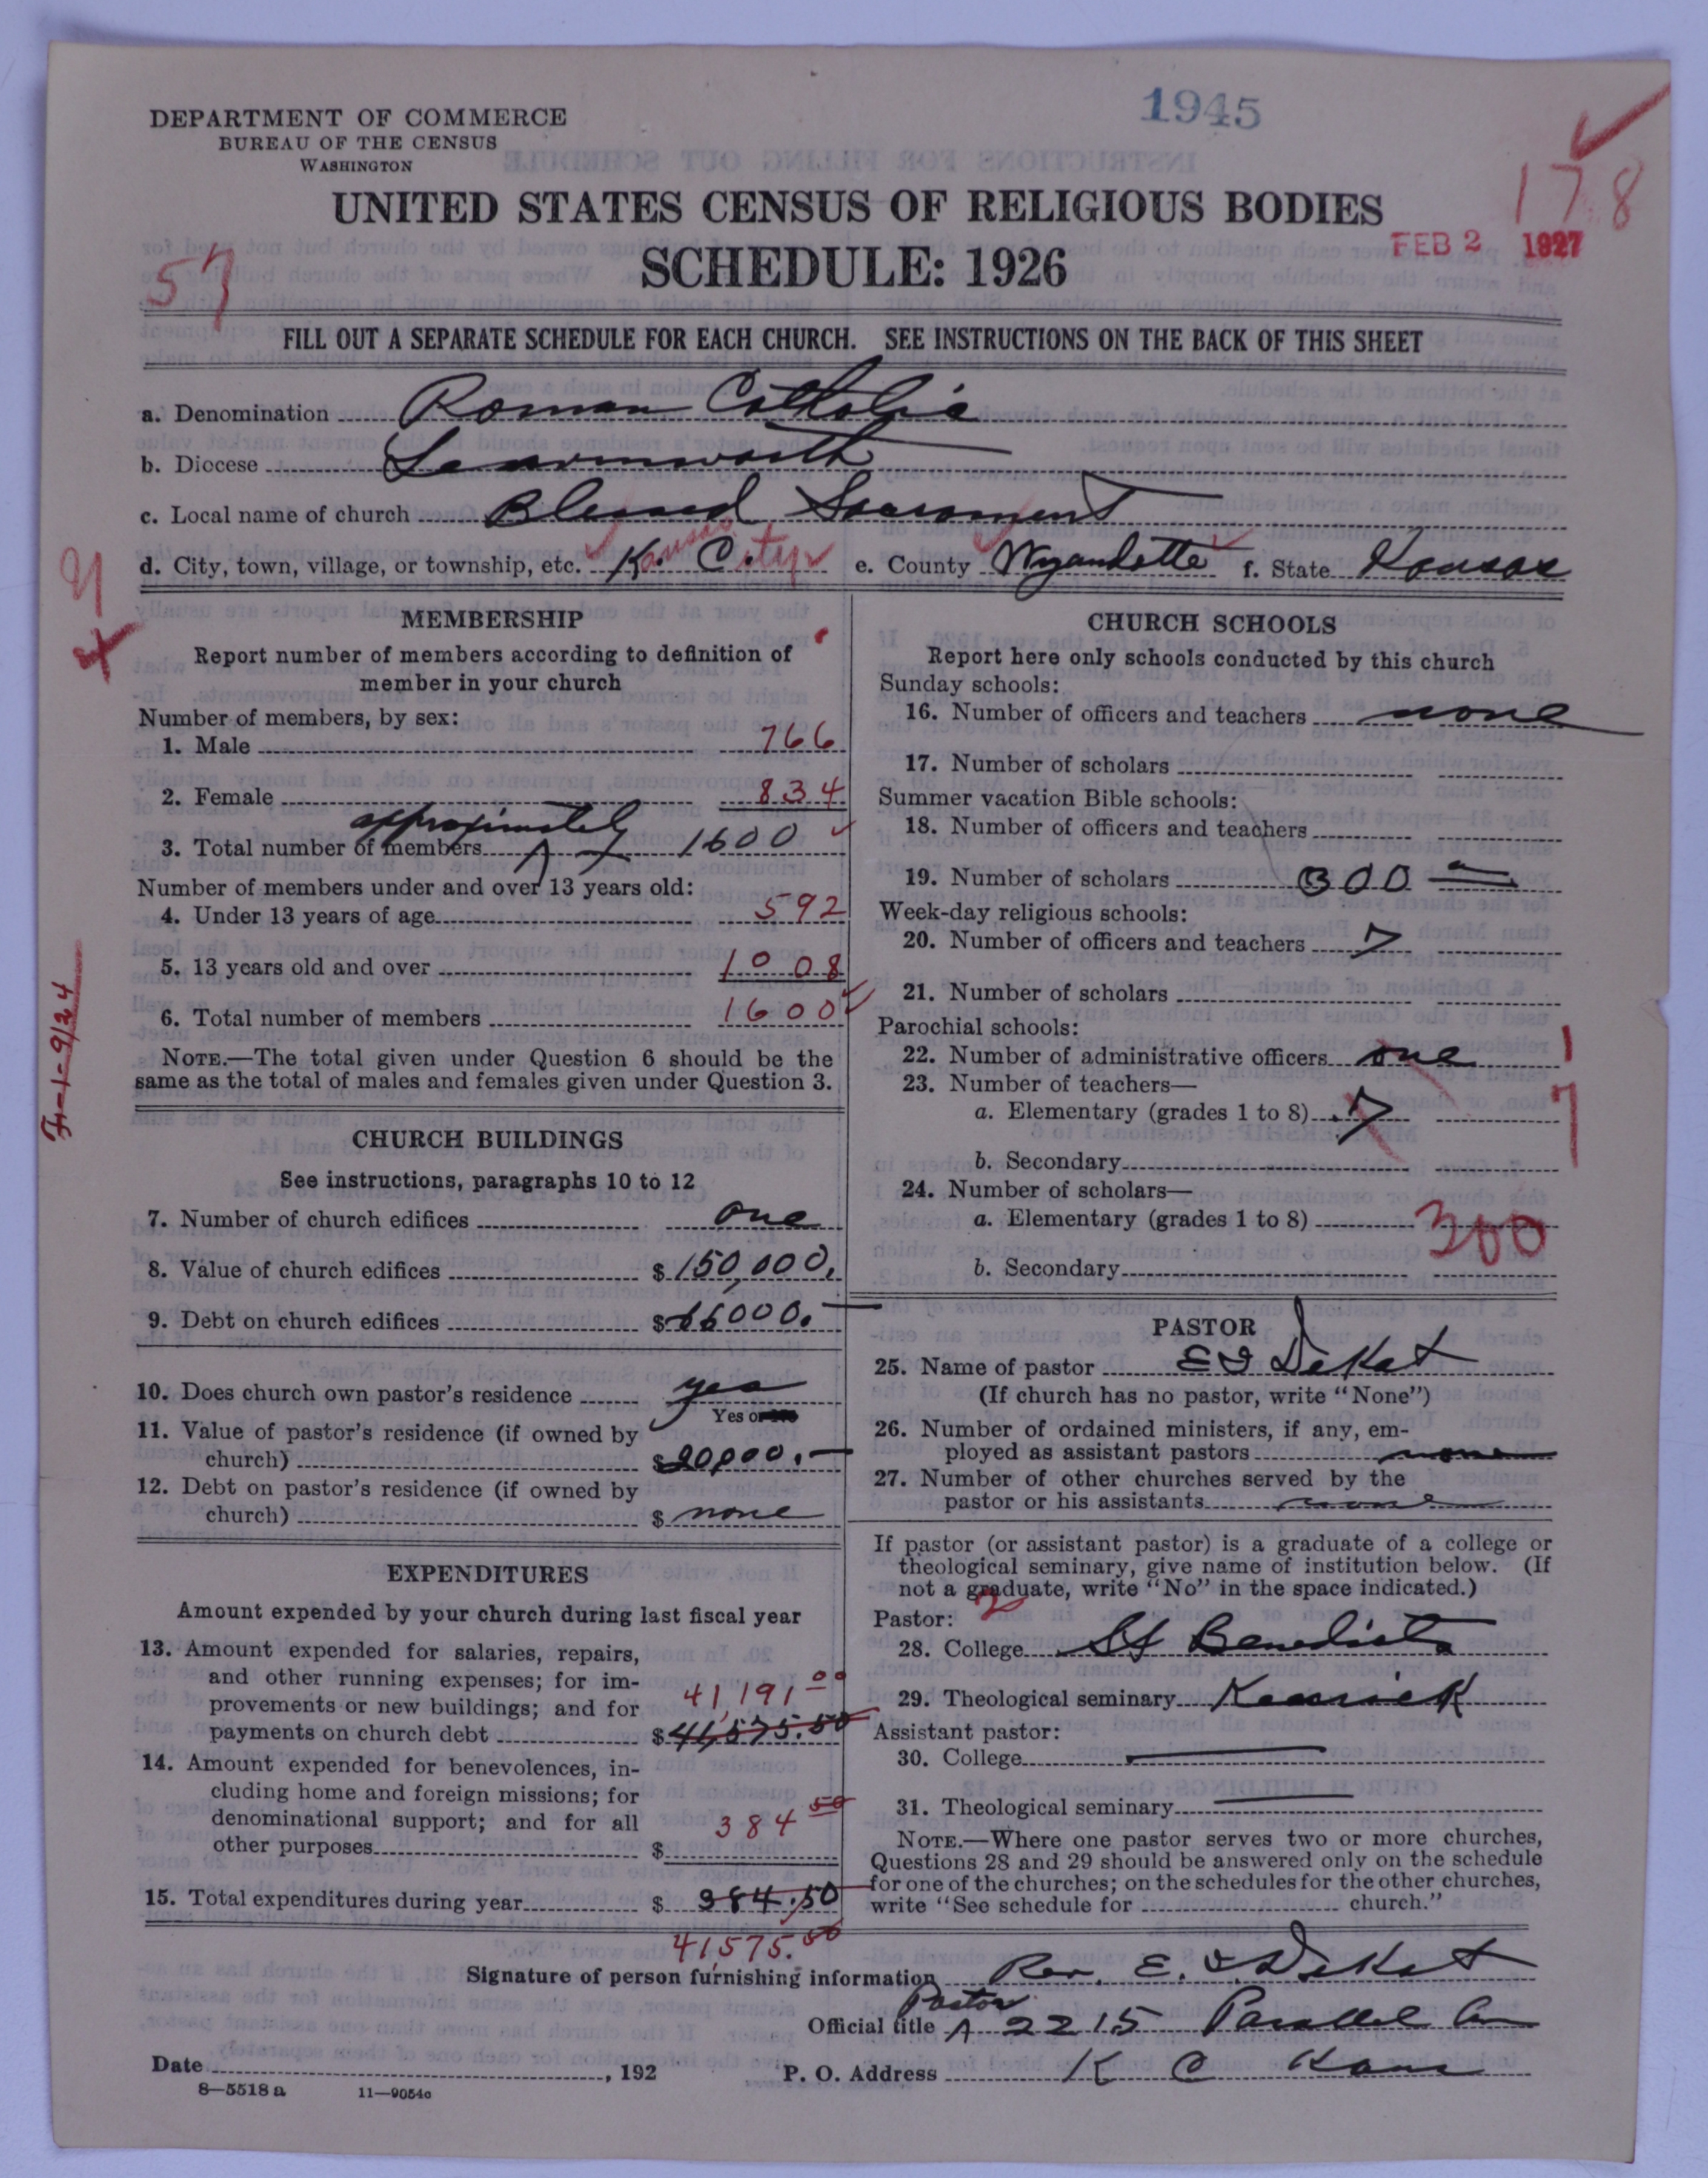 1945
DEPARTMENT OF COMMERCE
BUREAU OF THE CENSUS
WASHINGTON
178
UNITED STATES CENSUS OF RELIGIOUS BODIES
FEB 2 1927
SCHEDULE: 1926
57
FILL OUT A SEPARATE SCHEDULE FOR EACH CHURCH. SEE INSTRUCTIONS ON THE BACK OF THIS SHEET
a. Denomination Roman Catholic
b. Diocese Leavenworth
c. Local name of church Blessed Sacrament
d. City, town, village, or township, etc. Kansas City e. County Wyandotte f. State Kansas
MEMBERSHIP
Report number of members according to definition of
member in your church
Number of members, by sex:
1. Male 766
2. Female 834
approximately
3. Total number of members 1600
Number of members under and over 13 years old:
4. Under 13 years of age 592
5. 13 years old and over 1008
6. Total number of members 1600
F-1-9/24
NOTE.—The total given under Question 6 should be the
same as the total of males and females given under Question 3.
CHURCH BUILDINGS
See instructions, paragraphs 10 to 12
7. Number of church edifices one
8. Value of church edifices $150,000.
9. Debt on church edifices $66000.
10. Does church own pastor's residence yes
Yes or No
11. Value of pastor's residence (if owned by
church) $20,000.—
12. Debt on pastor's residence (if owned by
church) $ none
EXPENDITURES
Amount expended by your church during last fiscal year
13. Amount expended for salaries, repairs,
and other running expenses; for im-
provements or new buildings; and for 41,191 00
payments on church debt $41,575.50
14. Amount expended for benevolences, in-
cluding home and foreign missions; for
denominational support; and for all 384 50
other purposes $
15. Total expenditures during year $ 384.50
41,575.50
CHURCH SCHOOLS
Report here only schools conducted by this church
Sunday schools:
16. Number of officers and teachers none
17. Number of scholars
Summer vacation Bible schools:
18. Number of officers and teachers
19. Number of scholars 300
Week-day religious schools:
20. Number of officers and teachers 7
21. Number of scholars
Parochial schools:
22. Number of administrative officers one 1
23. Number of teachers—
a. Elementary (grades 1 to 8) 7 7
b. Secondary
24. Number of scholars—
a. Elementary (grades 1 to 8) 300
b. Secondary
PASTOR
25. Name of pastor E J DeKat
(If church has no pastor, write "None")
26. Number of ordained ministers, if any, em-
ployed as assistant pastors none
27. Number of other churches served by the
pastor or his assistants none
If pastor (or assistant pastor) is a graduate of a college or
theological seminary, give name of institution below. (If
not a graduate, write "No" in the space indicated.)
Pastor: 2
28. College St Benedicts
29. Theological seminary Kenrick
Assistant pastor:
30. College
31. Theological seminary
NOTE.—Where one pastor serves two or more churches,
Questions 28 and 29 should be answered only on the schedule
for one of the churches; on the schedules for the other churches,
write "See schedule for church."
Signature of person furnishing information Rev. E. J. DeKat
Pastor
Official title 2215 Parallel Av
Date , 192 P. O. Address K C Kans
8—5518 a 11—9054c